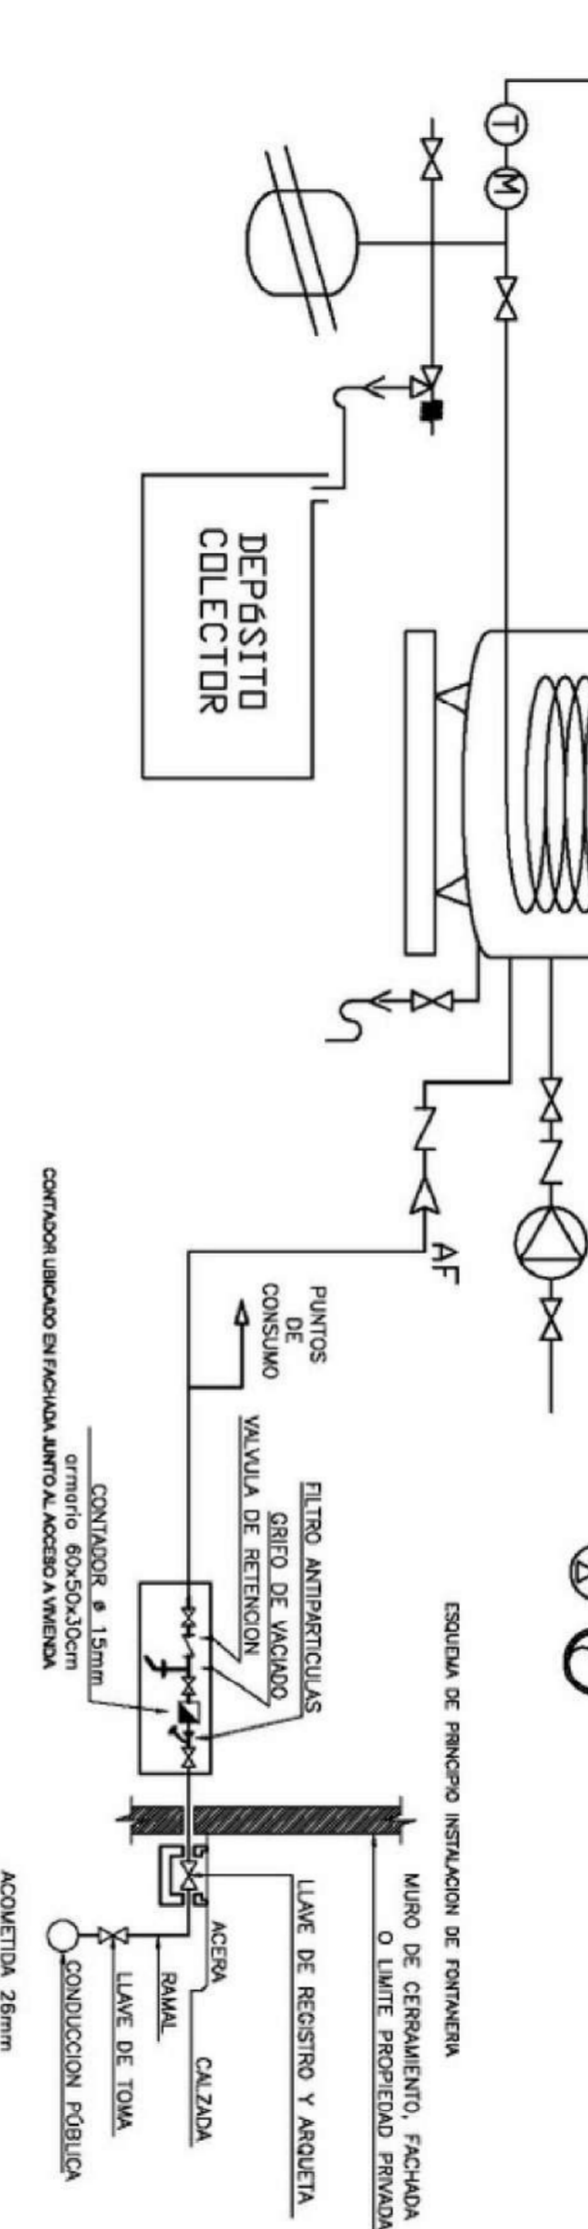 T
M
DEPóSITO
COLECTOR
AF
PUNTOS
DE
CONSUMO
VALVULA DE RETENCION
GRIFO DE VACIADO
FILTRO ANTIPARTICULAS
CONTADOR ø 15mm
armario 60x50x30cm
CONTADOR UBICADO EN FACHADA JUNTO AL ACCESO A VIVIENDA
ESQUEMA DE PRINCIPIO INSTALACION DE FONTANERIA
MURO DE CERRAMIENTO, FACHADA
O LIMITE PROPIEDAD PRIVADA
LLAVE DE REGISTRO Y ARQUETA
ACERA
CALZADA
RAMAL
LLAVE DE TOMA
CONDUCCION PÚBLICA
ACOMETIDA 26mm